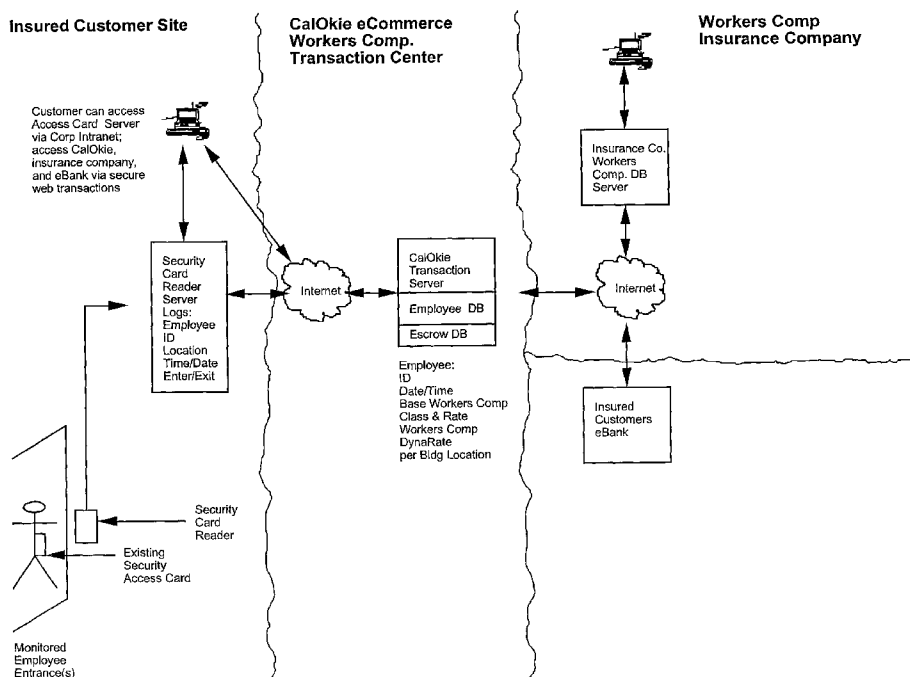 Insured Customer Site
CalOkie eCommerce
Workers Comp.
Transaction Center
Workers Comp
Insurance Company
Customer can access
Access Card Server
via Corp Intranet;
access CalOkie,
insurance company,
and eBank via secure
web transactions
Insurance Co.
Workers
Comp. DB
Server
Security
Card
Reader
Server
Logs:
Employee
ID
Location
Time/Date
Enter/Exit
Internet
CalOkie
Transaction
Server
Employee DB
Escrow DB
Internet
Employee:
ID
Date/Time
Base Workers Comp
Class & Rate
Workers Comp
DynaRate
per Bldg Location
Insured
Customers
eBank
Security
Card
Reader
Existing
Security
Access Card
Monitored
Employee
Entrance(s)